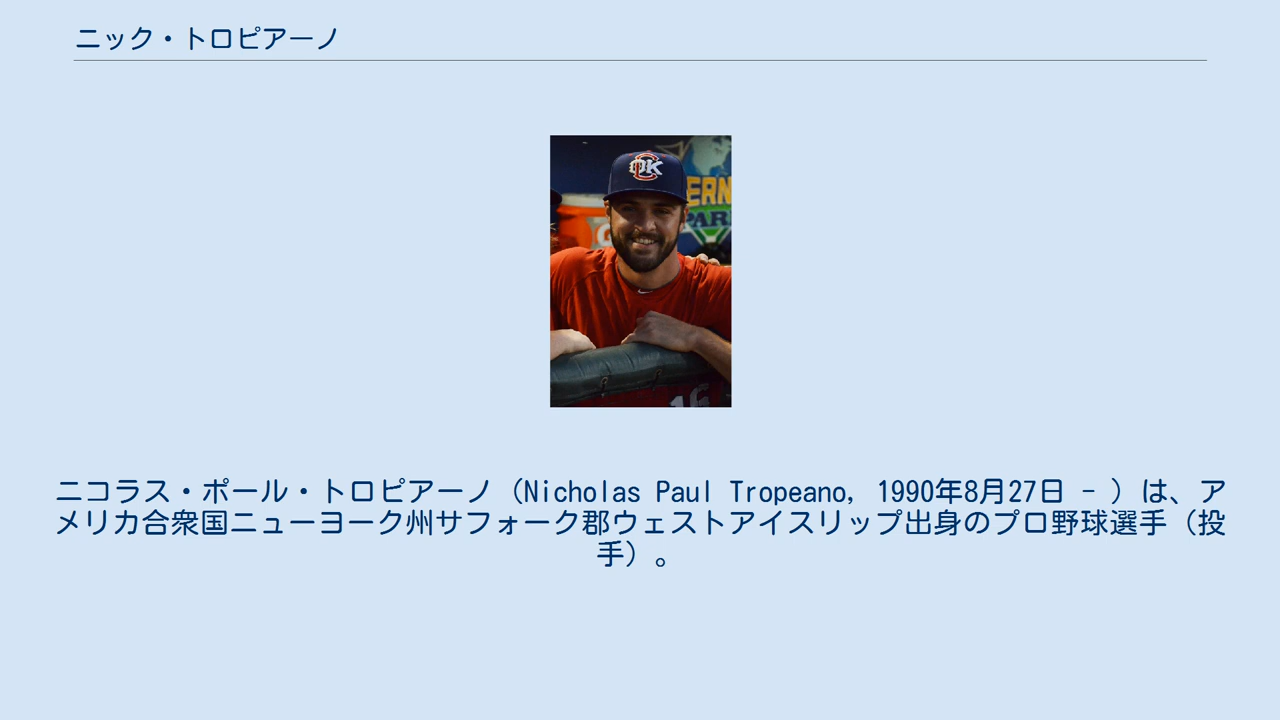 ニック・トロピアーノ
OK
ERN
PARK
16
ニコラス・ポール・トロピアーノ（Nicholas Paul Tropeano, 1990年8月27日 - ）は、ア
メリカ合衆国ニューヨーク州サフォーク郡ウェストアイスリップ出身のプロ野球選手（投
手）。